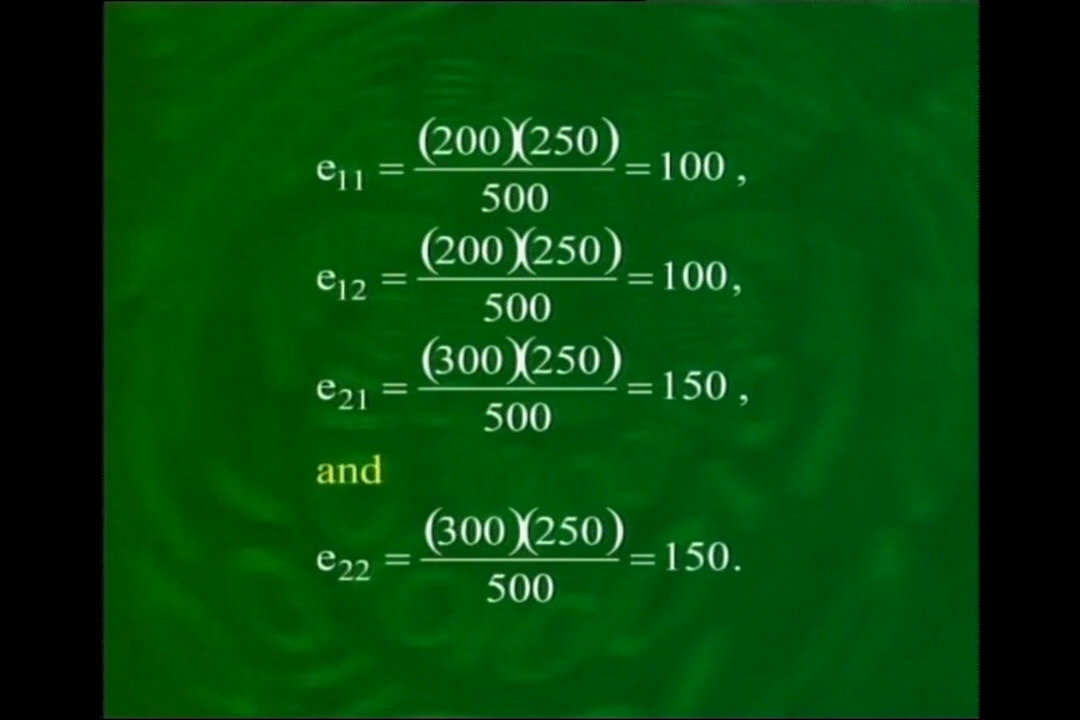 e₁₁ = (200)(250)/500 = 100 ,
e₁₂ = (200)(250)/500 = 100,
e₂₁ = (300)(250)/500 = 150 ,
and
e₂₂ = (300)(250)/500 = 150.